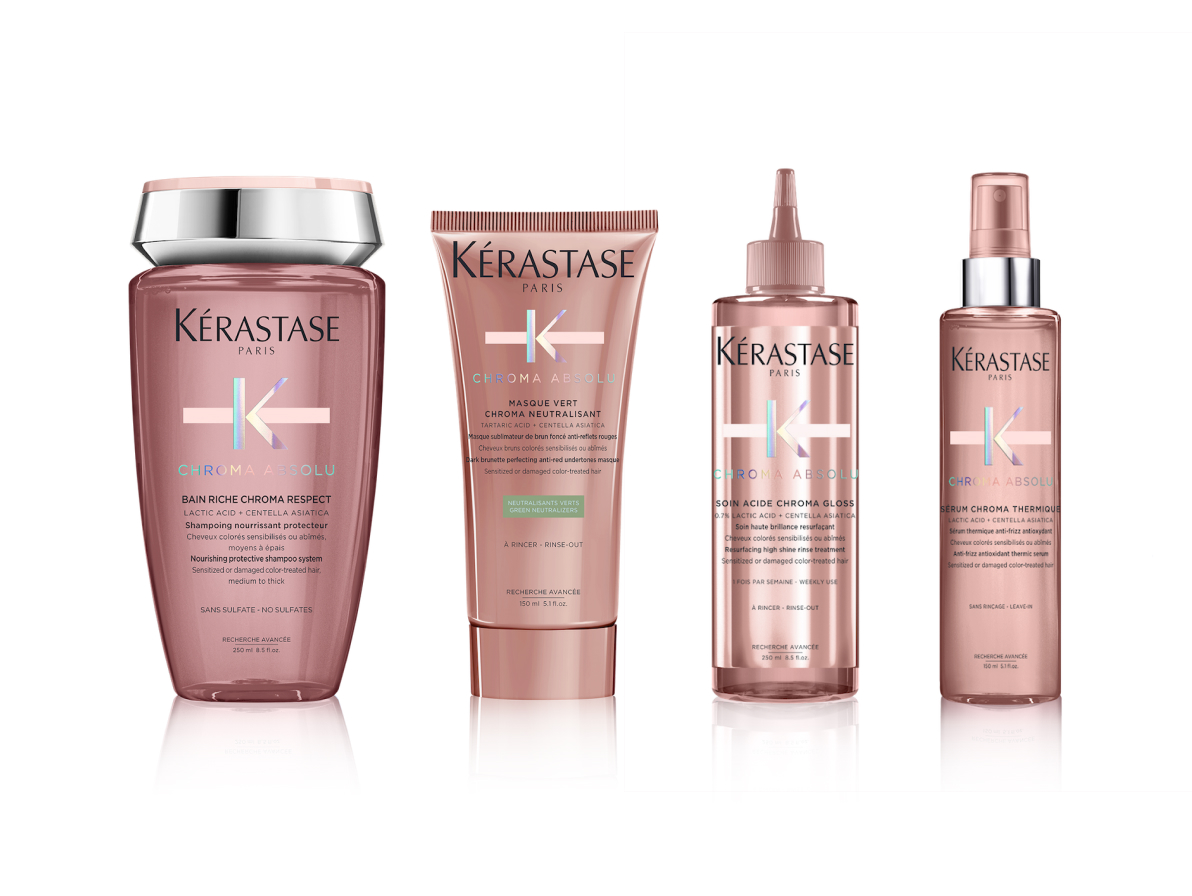 KÉRASTASE
PARIS
K
CHROMA ABSOLU
BAIN RICHE CHROMA RESPECT
LACTIC ACID + CENTELLA ASIATICA
Shampoing nourrissant protecteur
Cheveux colorés sensibilisés ou abîmés,
moyens à épais
Nourishing protective shampoo system
Sensitized or damaged color-treated hair,
medium to thick
SANS SULFATE - NO SULFATES
RECHERCHE AVANCÉE
250 ml 8.5 fl.oz.
KÉRASTASE
PARIS
K
CHROMA ABSOLU
MASQUE VERT
CHROMA NEUTRALISANT
TARTARIC ACID + CENTELLA ASIATICA
Masque sublimateur de brun foncé anti-reflets rouges
Cheveux bruns colorés sensibilisés ou abîmés
Dark brunette perfecting anti-red undertones masque
Sensitized or damaged color-treated hair
NEUTRALISANTS VERTS
GREEN NEUTRALIZERS
À RINCER - RINSE-OUT
RECHERCHE AVANCÉE
150 ml 5.1 fl.oz.
KÉRASTASE
PARIS
K
CHROMA ABSOLU
SOIN ACIDE CHROMA GLOSS
0.7% LACTIC ACID + CENTELLA ASIATICA
Soin haute brillance resurfaçant
Cheveux colorés sensibilisés ou abîmés
Resurfacing high shine rinse treatment
Sensitized or damaged color-treated hair
1 FOIS PAR SEMAINE - WEEKLY USE
À RINCER - RINSE-OUT
RECHERCHE AVANCÉE
250 ml 8.5 fl.oz.
KÉRASTASE
PARIS
K
CHROMA ABSOLU
SÉRUM CHROMA THERMIQUE
LACTIC ACID + CENTELLA ASIATICA
Sérum thermique anti-frizz antioxydant
Cheveux colorés sensibilisés ou abîmés
Anti-frizz antioxidant thermic serum
Sensitized or damaged color-treated hair
SANS RINÇAGE - LEAVE-IN
RECHERCHE AVANCÉE
150 ml 5.1 fl.oz.